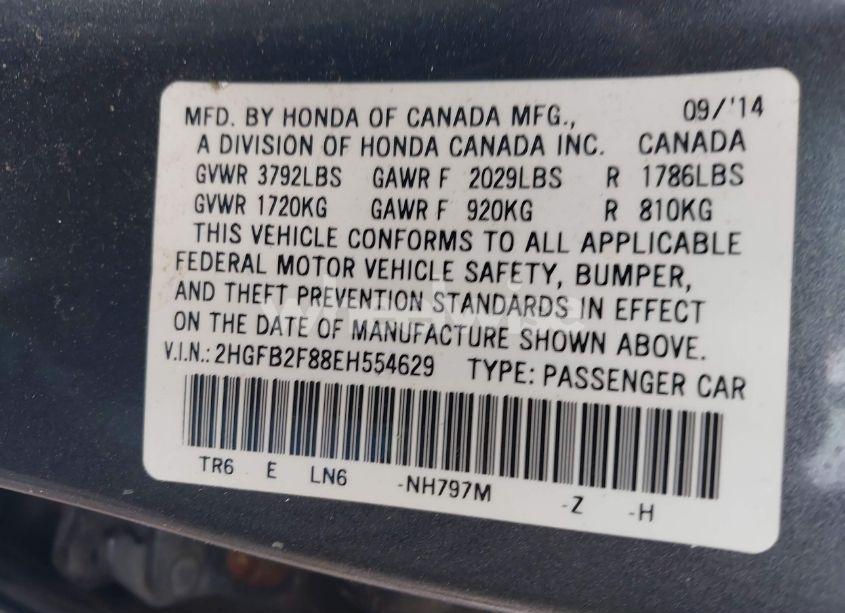 MFD. BY HONDA OF CANADA MFG., 09/'14
A DIVISION OF HONDA CANADA INC. CANADA
GVWR 3792LBS GAWR F 2029LBS R 1786LBS
GVWR 1720KG GAWR F 920KG R 810KG
THIS VEHICLE CONFORMS TO ALL APPLICABLE
FEDERAL MOTOR VEHICLE SAFETY, BUMPER,
AND THEFT PREVENTION STANDARDS IN EFFECT
ON THE DATE OF MANUFACTURE SHOWN ABOVE.
V.I.N.: 2HGFB2F88EH554629 TYPE: PASSENGER CAR
TR6 E LN6 -NH797M -Z -H